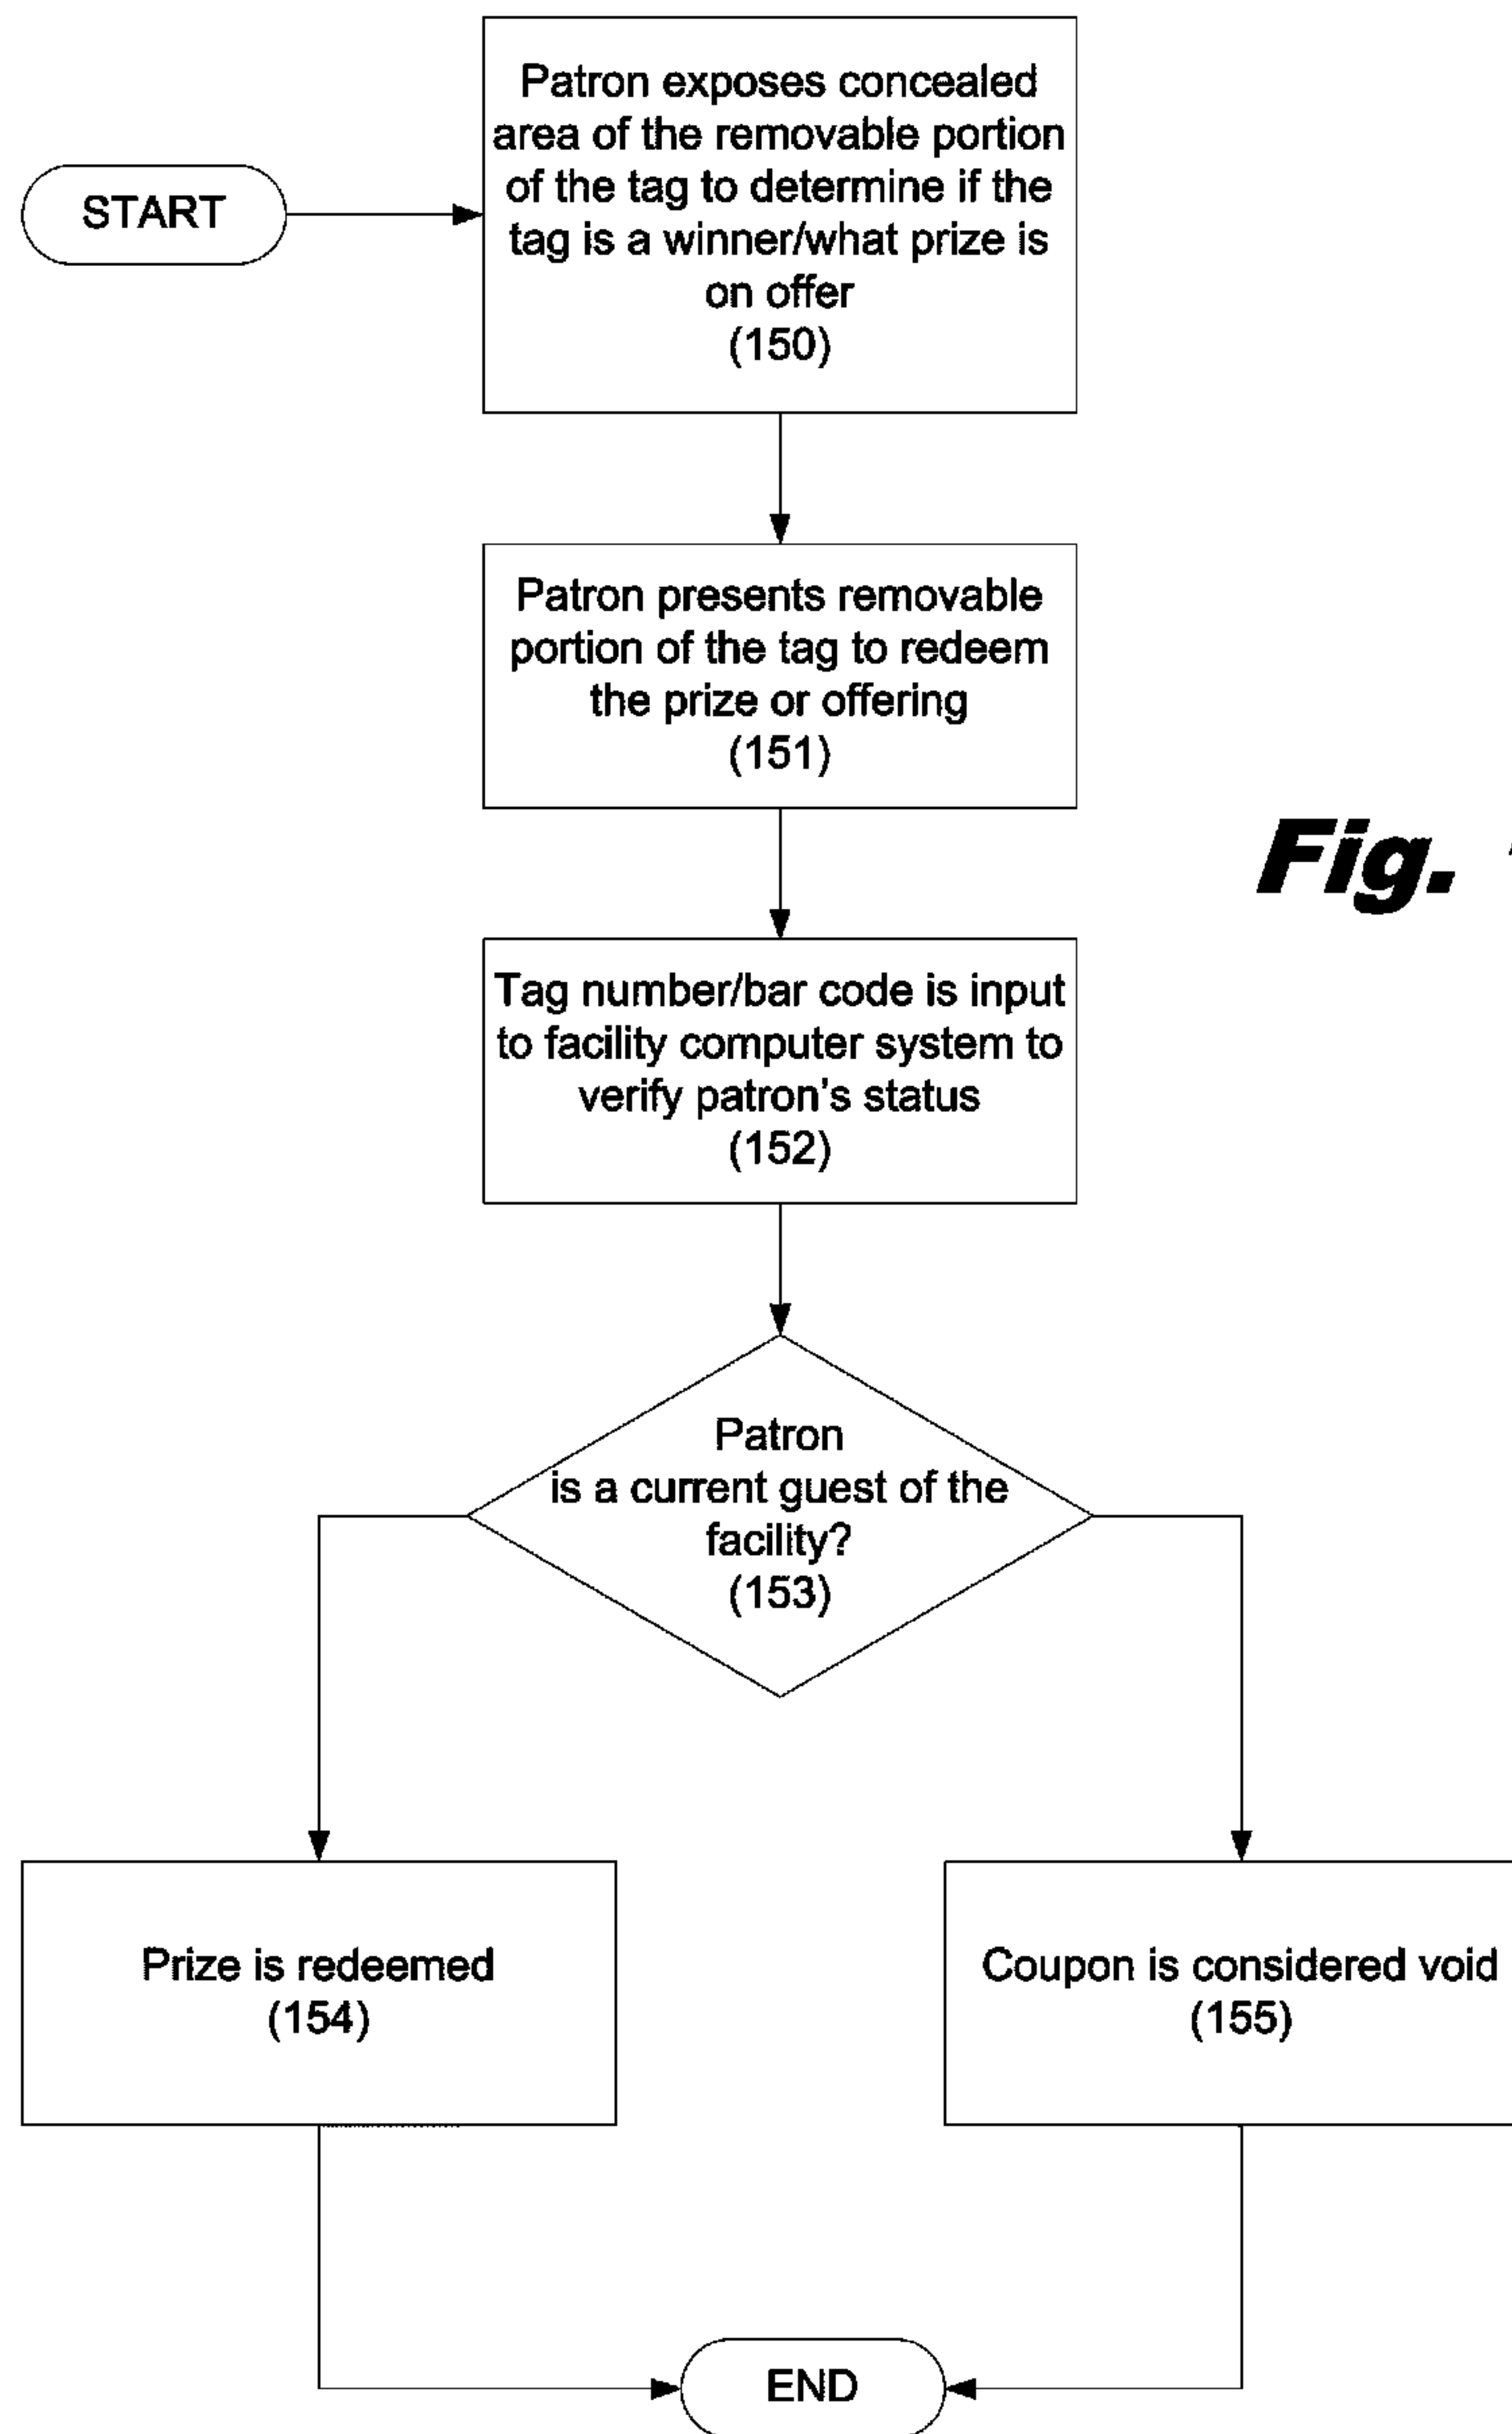 START
Patron exposes concealed
area of the removable portion
of the tag to determine if the
tag is a winner/what prize is
on offer
(150)
Patron presents removable
portion of the tag to redeem
the prize or offering
(151)
Fig.
Tag number/bar code is input
to facility computer system to
verify patron's status
(152)
Patron
is a current guest of the
facility?
(153)
Prize is redeemed
(154)
Coupon is considered void
(155)
END